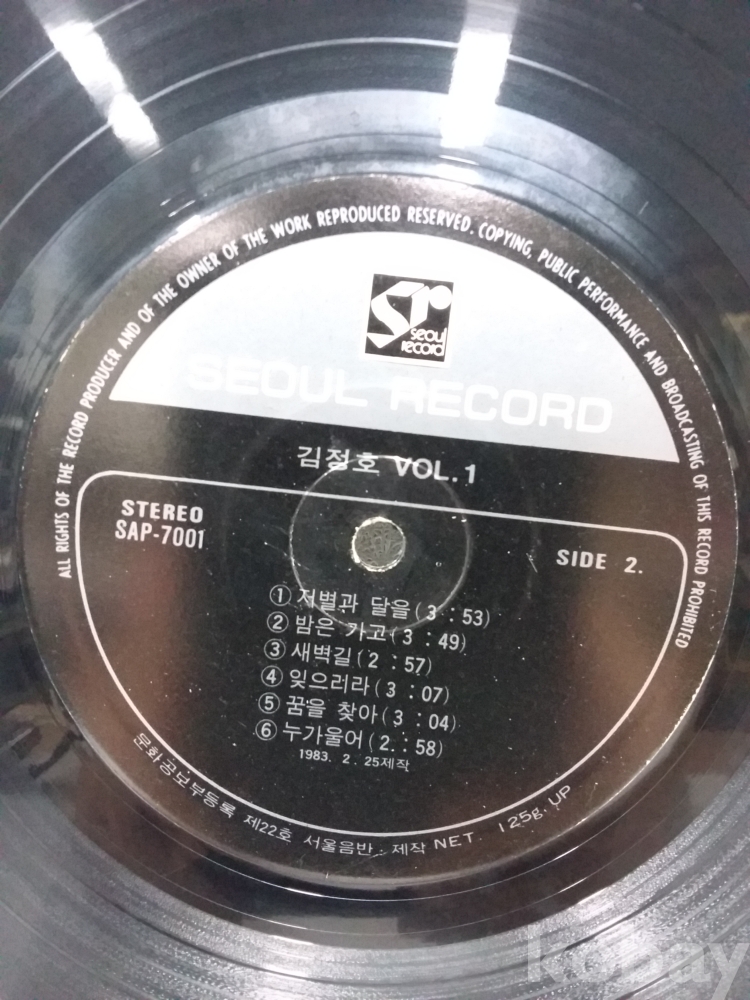 ALL RIGHTS OF THE RECORD PRODUCER AND OF THE OWNER OF THE WORK REPRODUCED RESERVED. COPYING, PUBLIC PERFORMANCE AND BROADCASTING OF THIS RECORD PROHIBITED
Sr
seoul
record
SEOUL RECORD
김정호 VOL.1
STEREO
SAP-7001
SIDE 2.
① 저별과 달을 (3 : 53)
② 밤은 가고 (3 : 49)
③ 새벽길 (2 : 57)
④ 잊으러라 (3 : 07)
⑤ 꿈을 찾아 (3 : 04)
⑥ 누가울어 (2 : 58)
1983. 2. 25제작
문화공보부등록 제22호 서울음반 · 제작 NET. 125g. UP
kobay